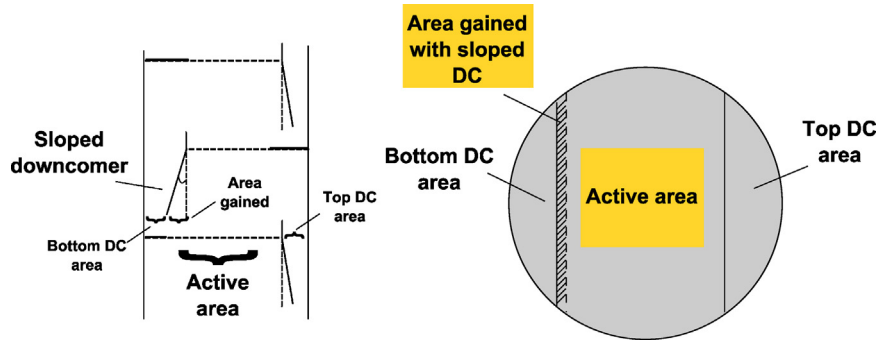 Sloped
downcomer
Area
gained
Top DC
area
Bottom DC
area
Active
area
Area gained
with sloped
DC
Bottom DC
area
Active area
Top DC
area